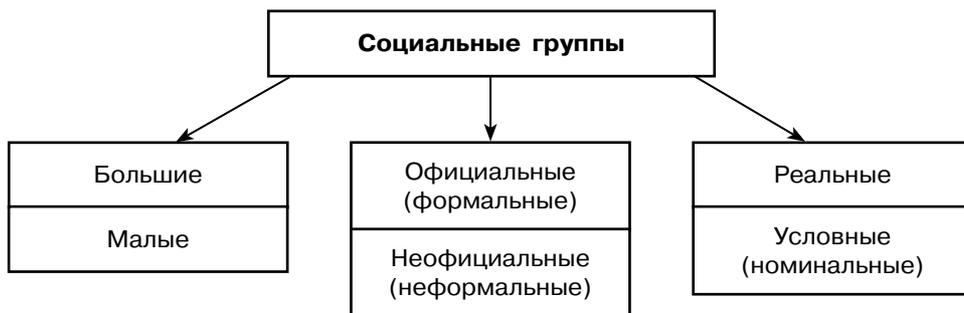 Социальные группы
Большие
Малые
Официальные
(формальные)
Неофициальные
(неформальные)
Реальные
Условные
(номинальные)